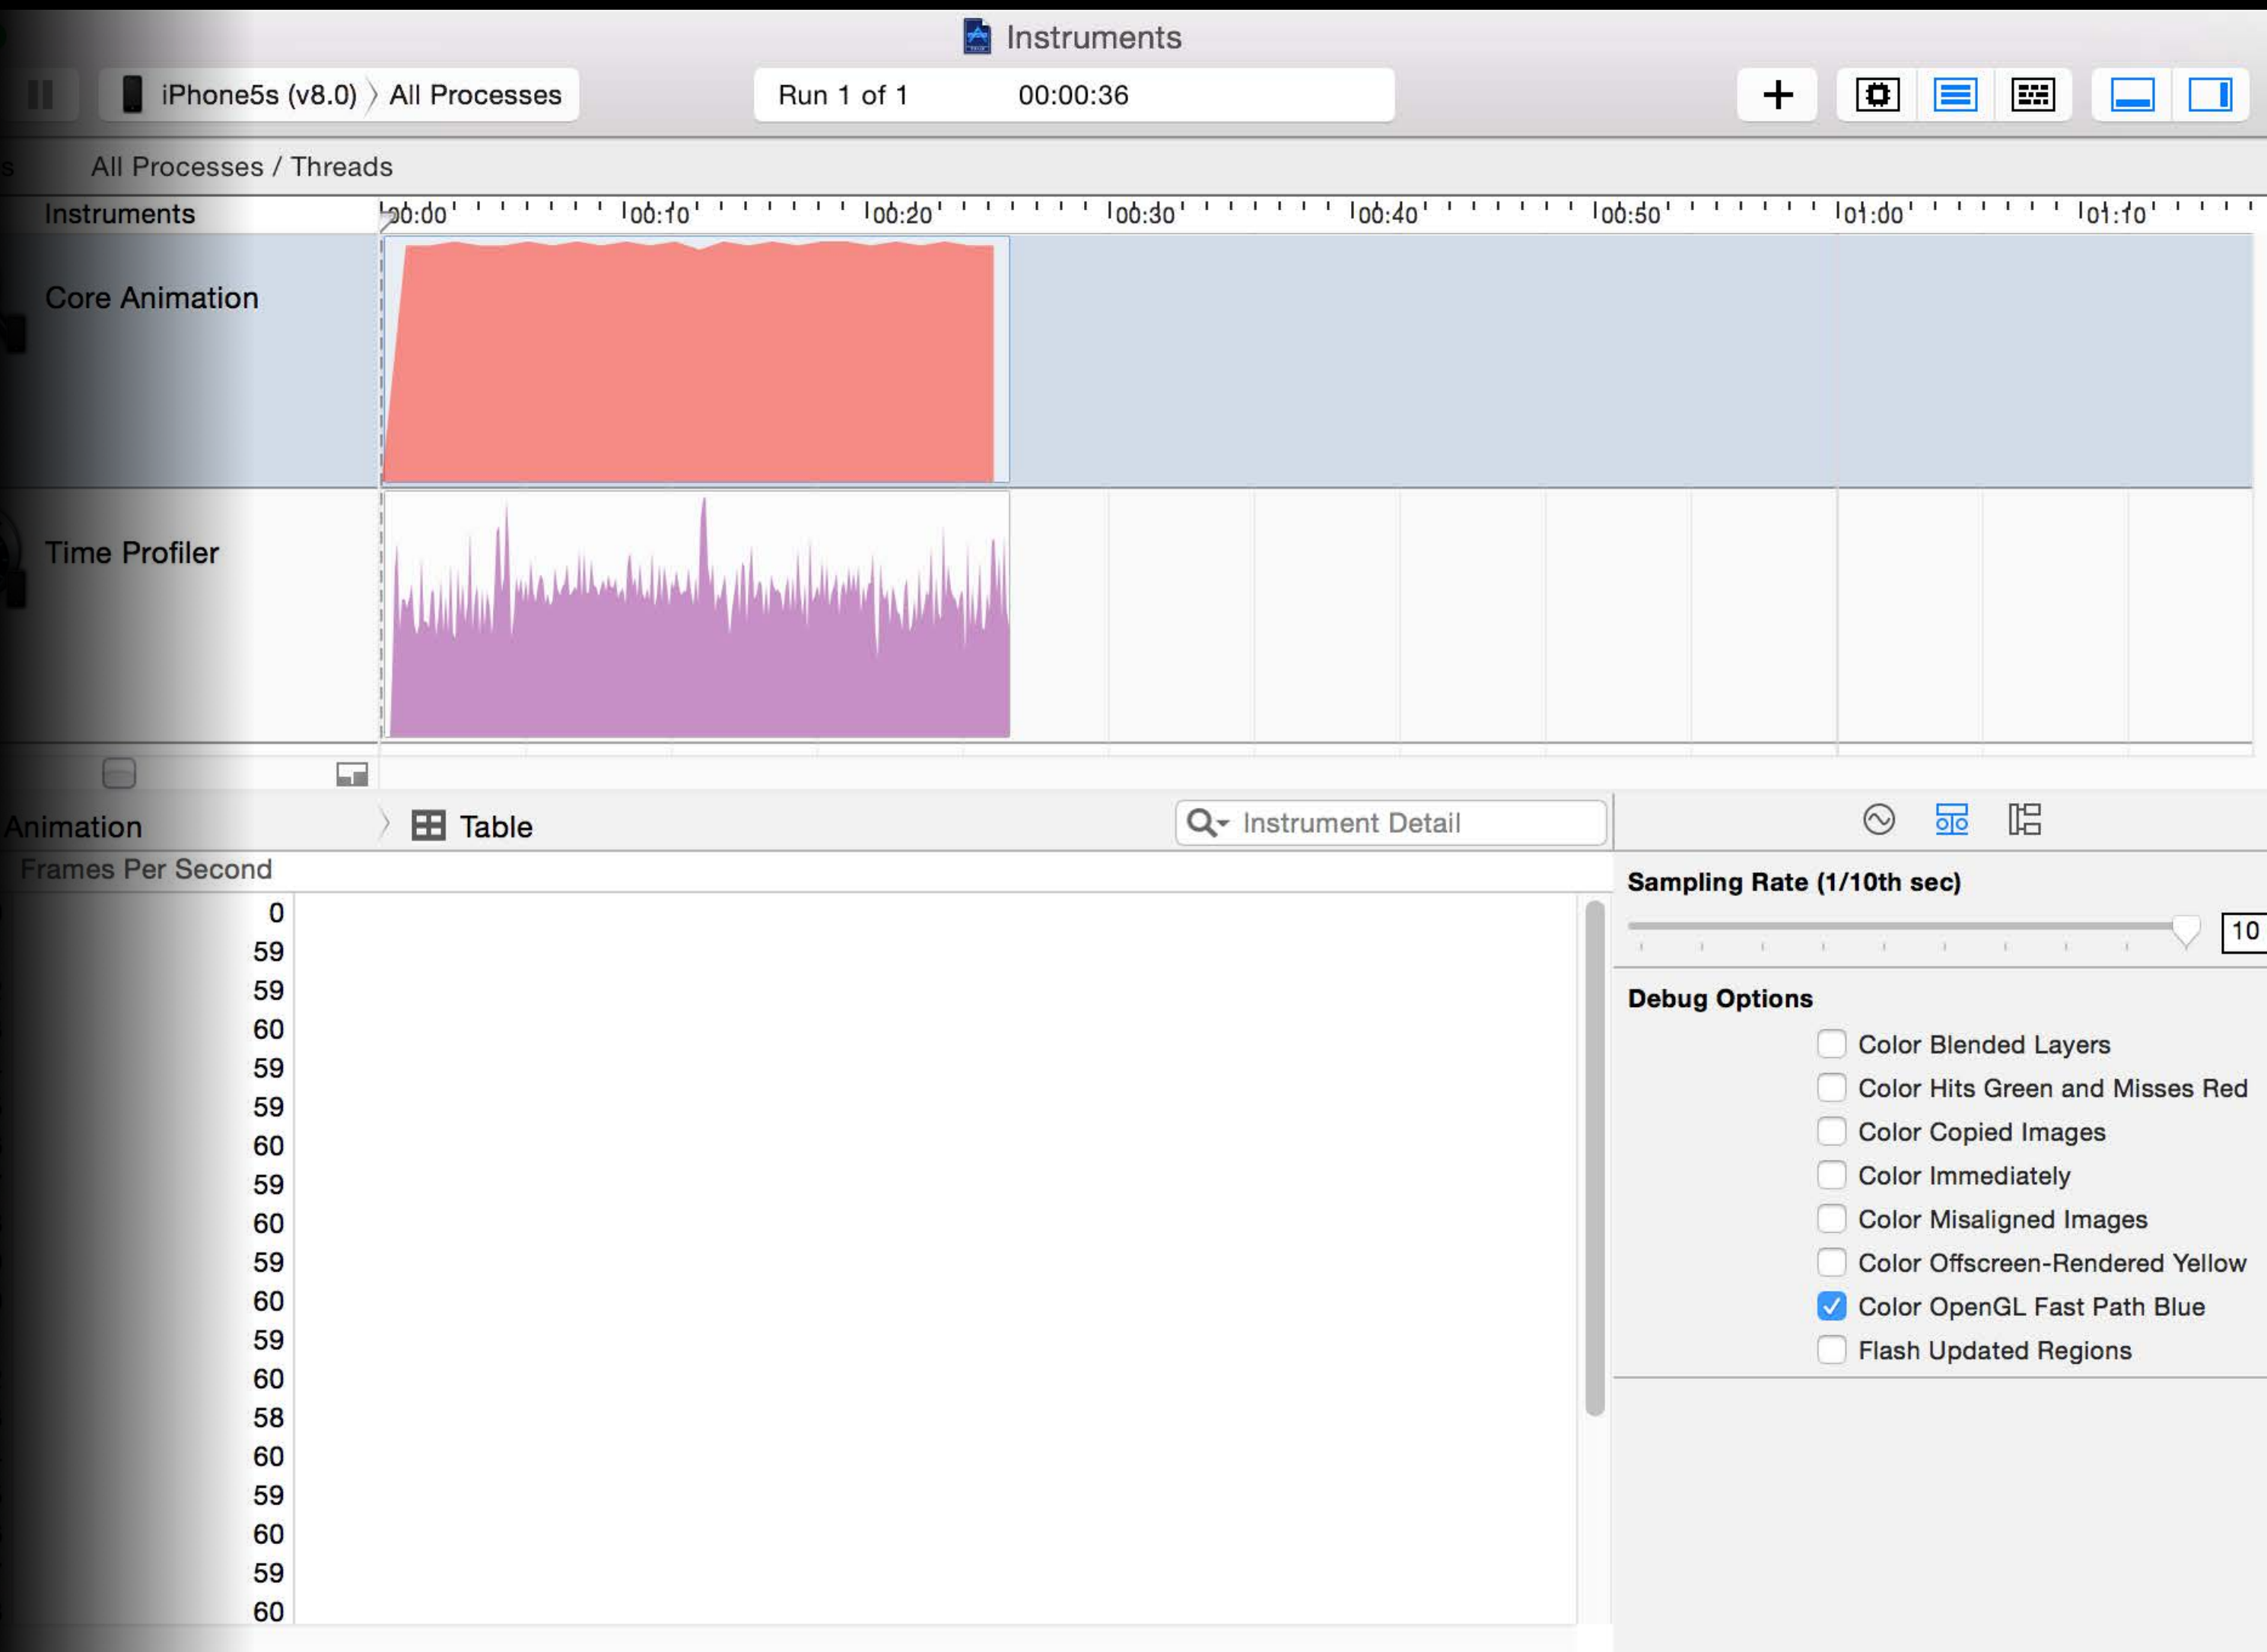 Instruments
iPhone5s (v8.0) 〉 All Processes
Run 1 of 1 00:00:36
s All Processes / Threads
Instruments 00:00 00:10 00:20 00:30 00:40 00:50 01:00 01:10
Core Animation
Time Profiler
Animation 〉 Table Instrument Detail
Frames Per Second
0
59
59
60
59
59
60
59
60
59
60
59
60
58
60
59
60
59
60
Sampling Rate (1/10th sec)
10
Debug Options
Color Blended Layers
Color Hits Green and Misses Red
Color Copied Images
Color Immediately
Color Misaligned Images
Color Offscreen-Rendered Yellow
Color OpenGL Fast Path Blue
Flash Updated Regions